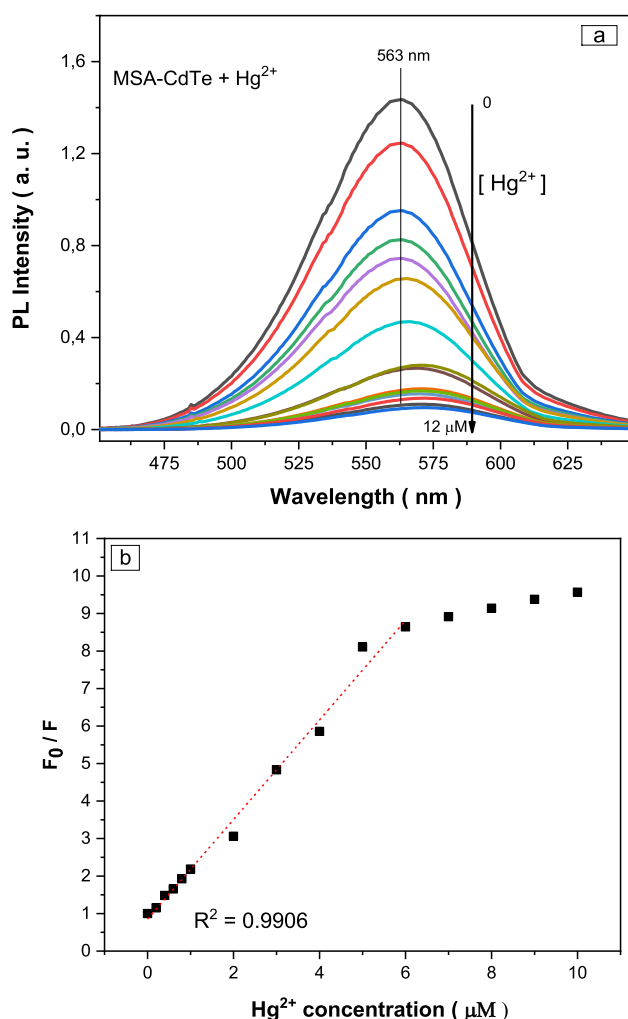 a
563 nm
MSA-CdTe + Hg²⁺
0
[ Hg²⁺ ]
12 μM
1,6
1,2
0,8
0,4
0,0
PL Intensity ( a. u. )
475 500 525 550 575 600 625
Wavelength ( nm )
b
11
10
9
8
7
6
5
4
3
2
1
0
F₀ / F
R² = 0.9906
0 2 4 6 8 10
Hg²⁺ concentration ( μM )